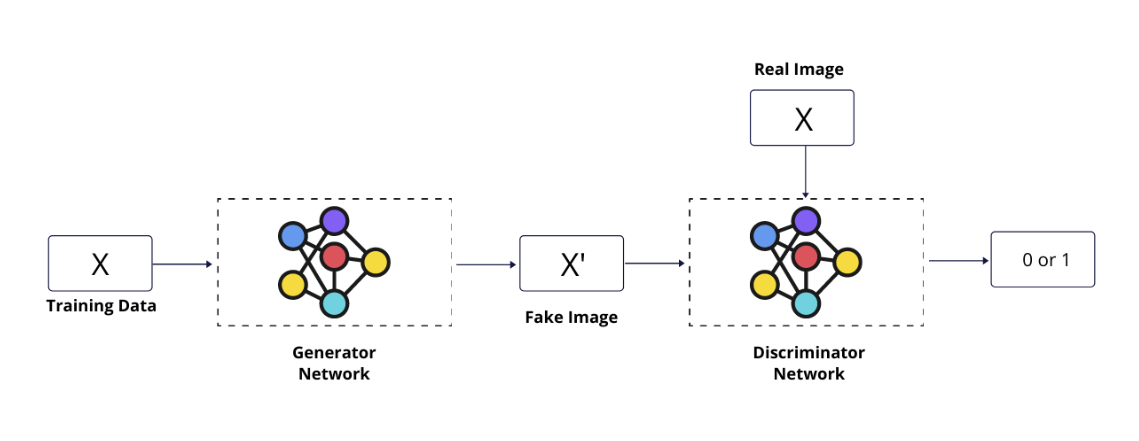 Real Image
X
X
Training Data
Generator
Network
X'
Fake Image
Discriminator
Network
0 or 1